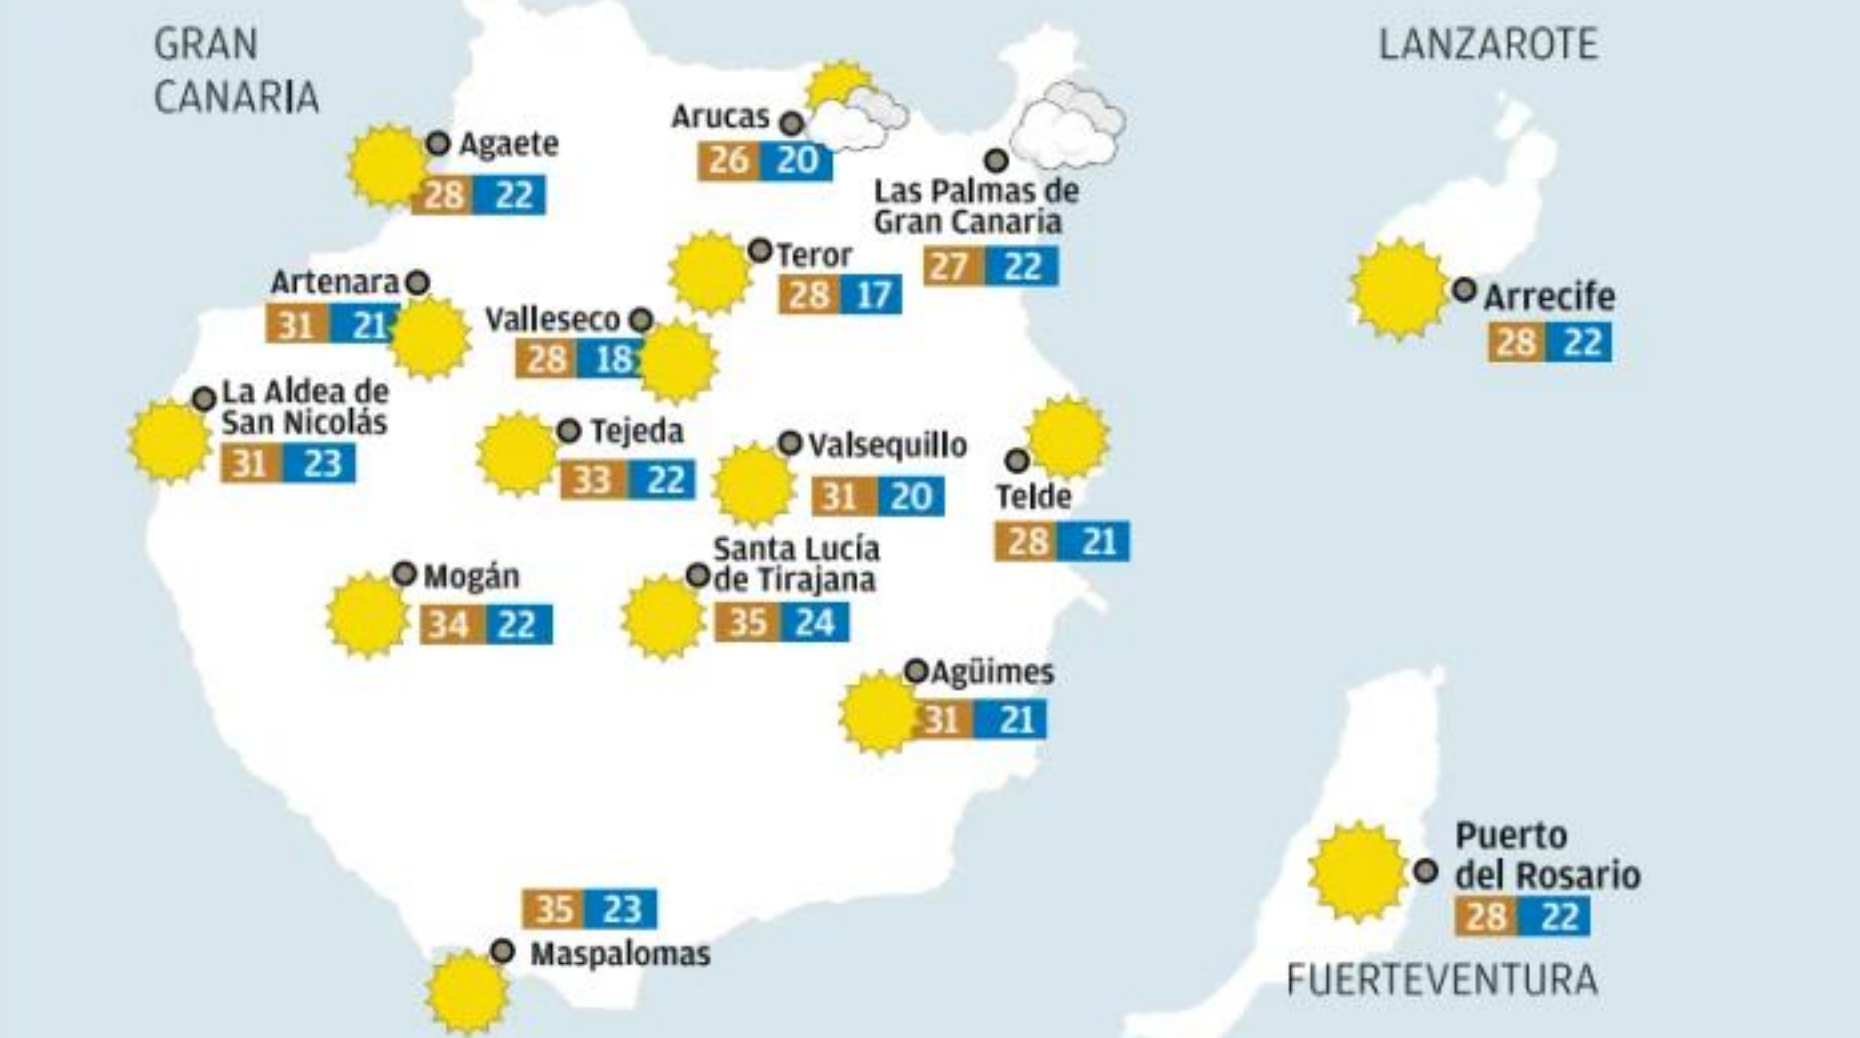 GRAN
CANARIA
LANZAROTE
Arucas
26 20
Agaete
28 22
Las Palmas de
Gran Canaria
27 22
Teror
28 17
Artenara
31 21
Valleseco
28 18
Arrecife
28 22
La Aldea de
San Nicolás
31 23
Tejeda
33 22
Valsequillo
31 20
Telde
28 21
Mogán
34 22
Santa Lucía
de Tirajana
35 24
Agüimes
31 21
Puerto
del Rosario
28 22
35 23
Maspalomas
FUERTEVENTURA